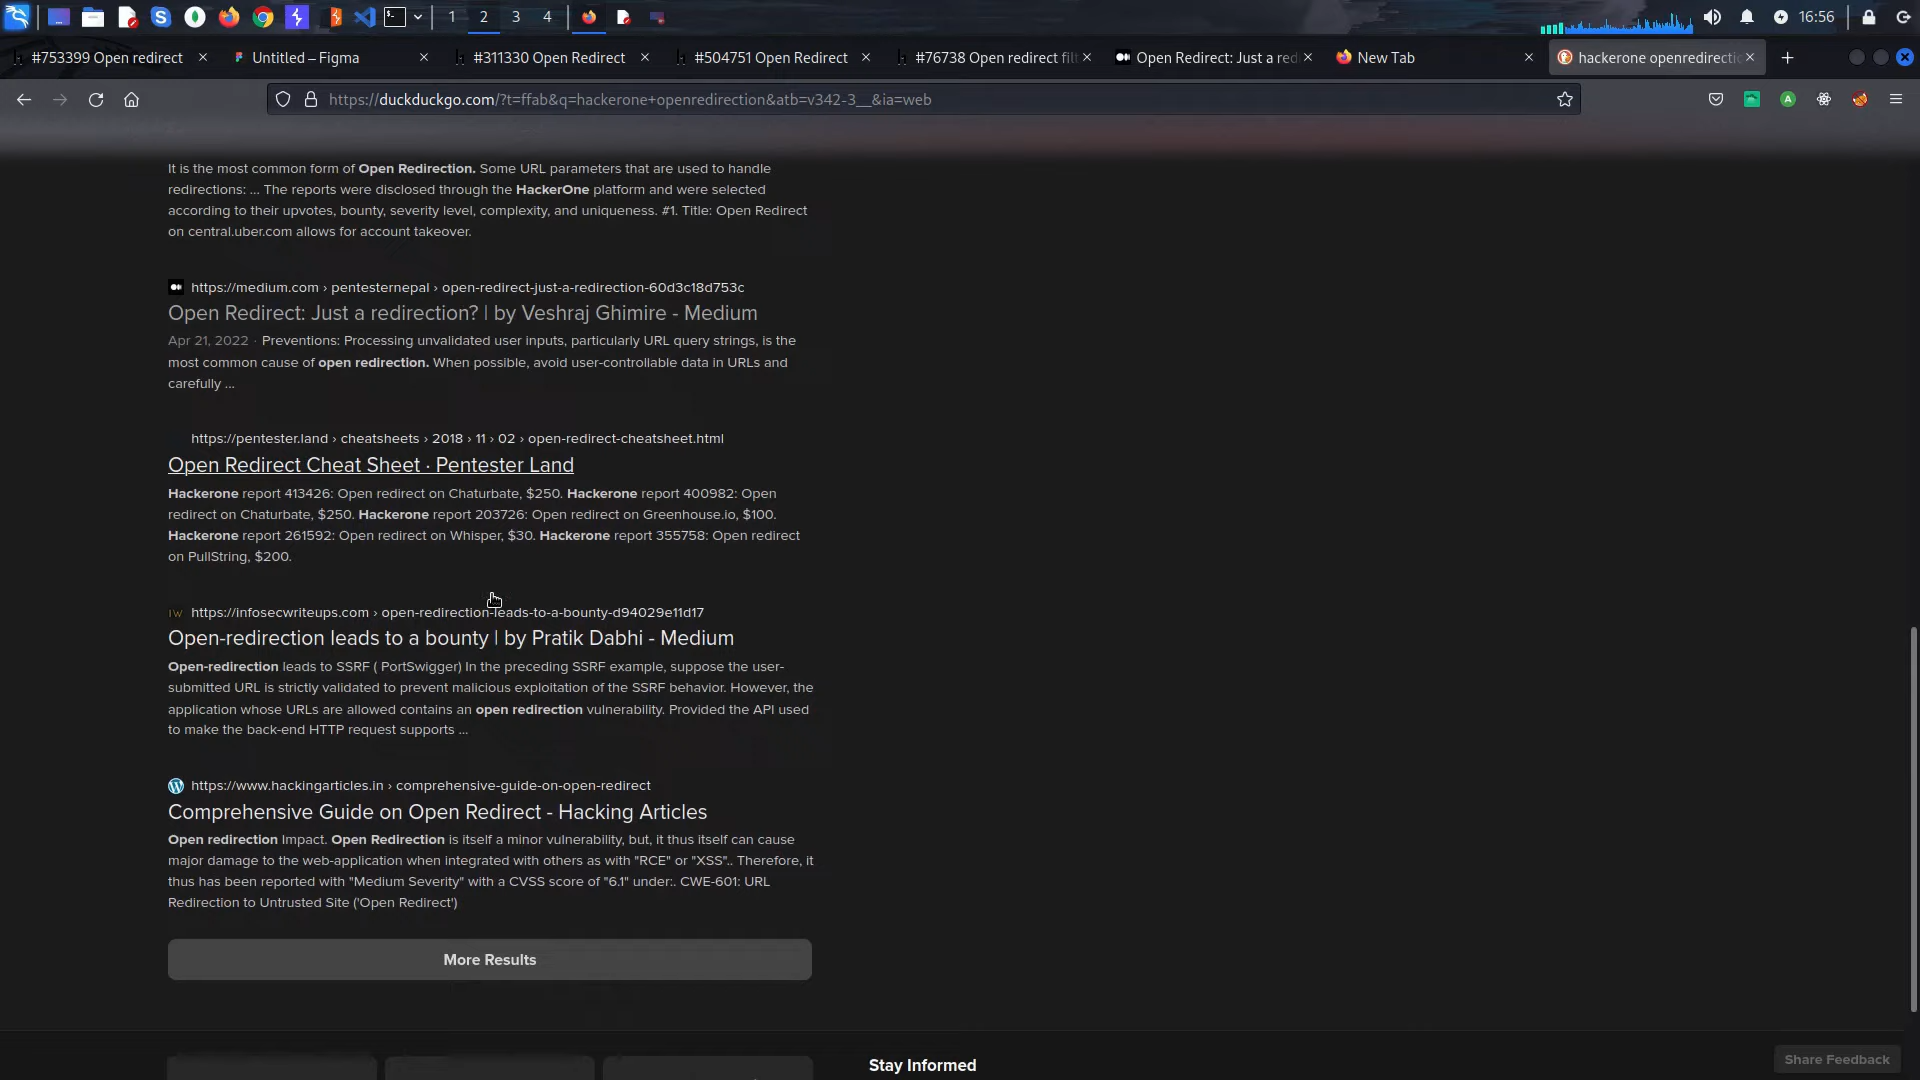 1 2 3 4 16:56
#753399 Open redirect Untitled – Figma #311330 Open Redirect #504751 Open Redirect #76738 Open redirect filt Open Redirect: Just a red New Tab hackerone openredirectio
https://duckduckgo.com/?t=ffab&q=hackerone+openredirection&atb=v342-3__&ia=web
It is the most common form of Open Redirection. Some URL parameters that are used to handle
redirections: ... The reports were disclosed through the HackerOne platform and were selected
according to their upvotes, bounty, severity level, complexity, and uniqueness. #1. Title: Open Redirect
on central.uber.com allows for account takeover.
https://medium.com › pentesternepal › open-redirect-just-a-redirection-60d3c18d753c
Open Redirect: Just a redirection? | by Veshraj Ghimire - Medium
Apr 21, 2022 · Preventions: Processing unvalidated user inputs, particularly URL query strings, is the
most common cause of open redirection. When possible, avoid user-controllable data in URLs and
carefully ...
https://pentester.land › cheatsheets › 2018 › 11 › 02 › open-redirect-cheatsheet.html
Open Redirect Cheat Sheet · Pentester Land
Hackerone report 413426: Open redirect on Chaturbate, $250. Hackerone report 400982: Open
redirect on Chaturbate, $250. Hackerone report 203726: Open redirect on Greenhouse.io, $100.
Hackerone report 261592: Open redirect on Whisper, $30. Hackerone report 355758: Open redirect
on PullString, $200.
IW https://infosecwriteups.com › open-redirection-leads-to-a-bounty-d94029e11d17
Open-redirection leads to a bounty | by Pratik Dabhi - Medium
Open-redirection leads to SSRF ( PortSwigger) In the preceding SSRF example, suppose the user-
submitted URL is strictly validated to prevent malicious exploitation of the SSRF behavior. However, the
application whose URLs are allowed contains an open redirection vulnerability. Provided the API used
to make the back-end HTTP request supports ...
https://www.hackingarticles.in › comprehensive-guide-on-open-redirect
Comprehensive Guide on Open Redirect - Hacking Articles
Open redirection Impact. Open Redirection is itself a minor vulnerability, but, it thus itself can cause
major damage to the web-application when integrated with others as with "RCE" or "XSS".. Therefore, it
thus has been reported with "Medium Severity" with a CVSS score of "6.1" under:. CWE-601: URL
Redirection to Untrusted Site ('Open Redirect')
More Results
Stay Informed
Share Feedback